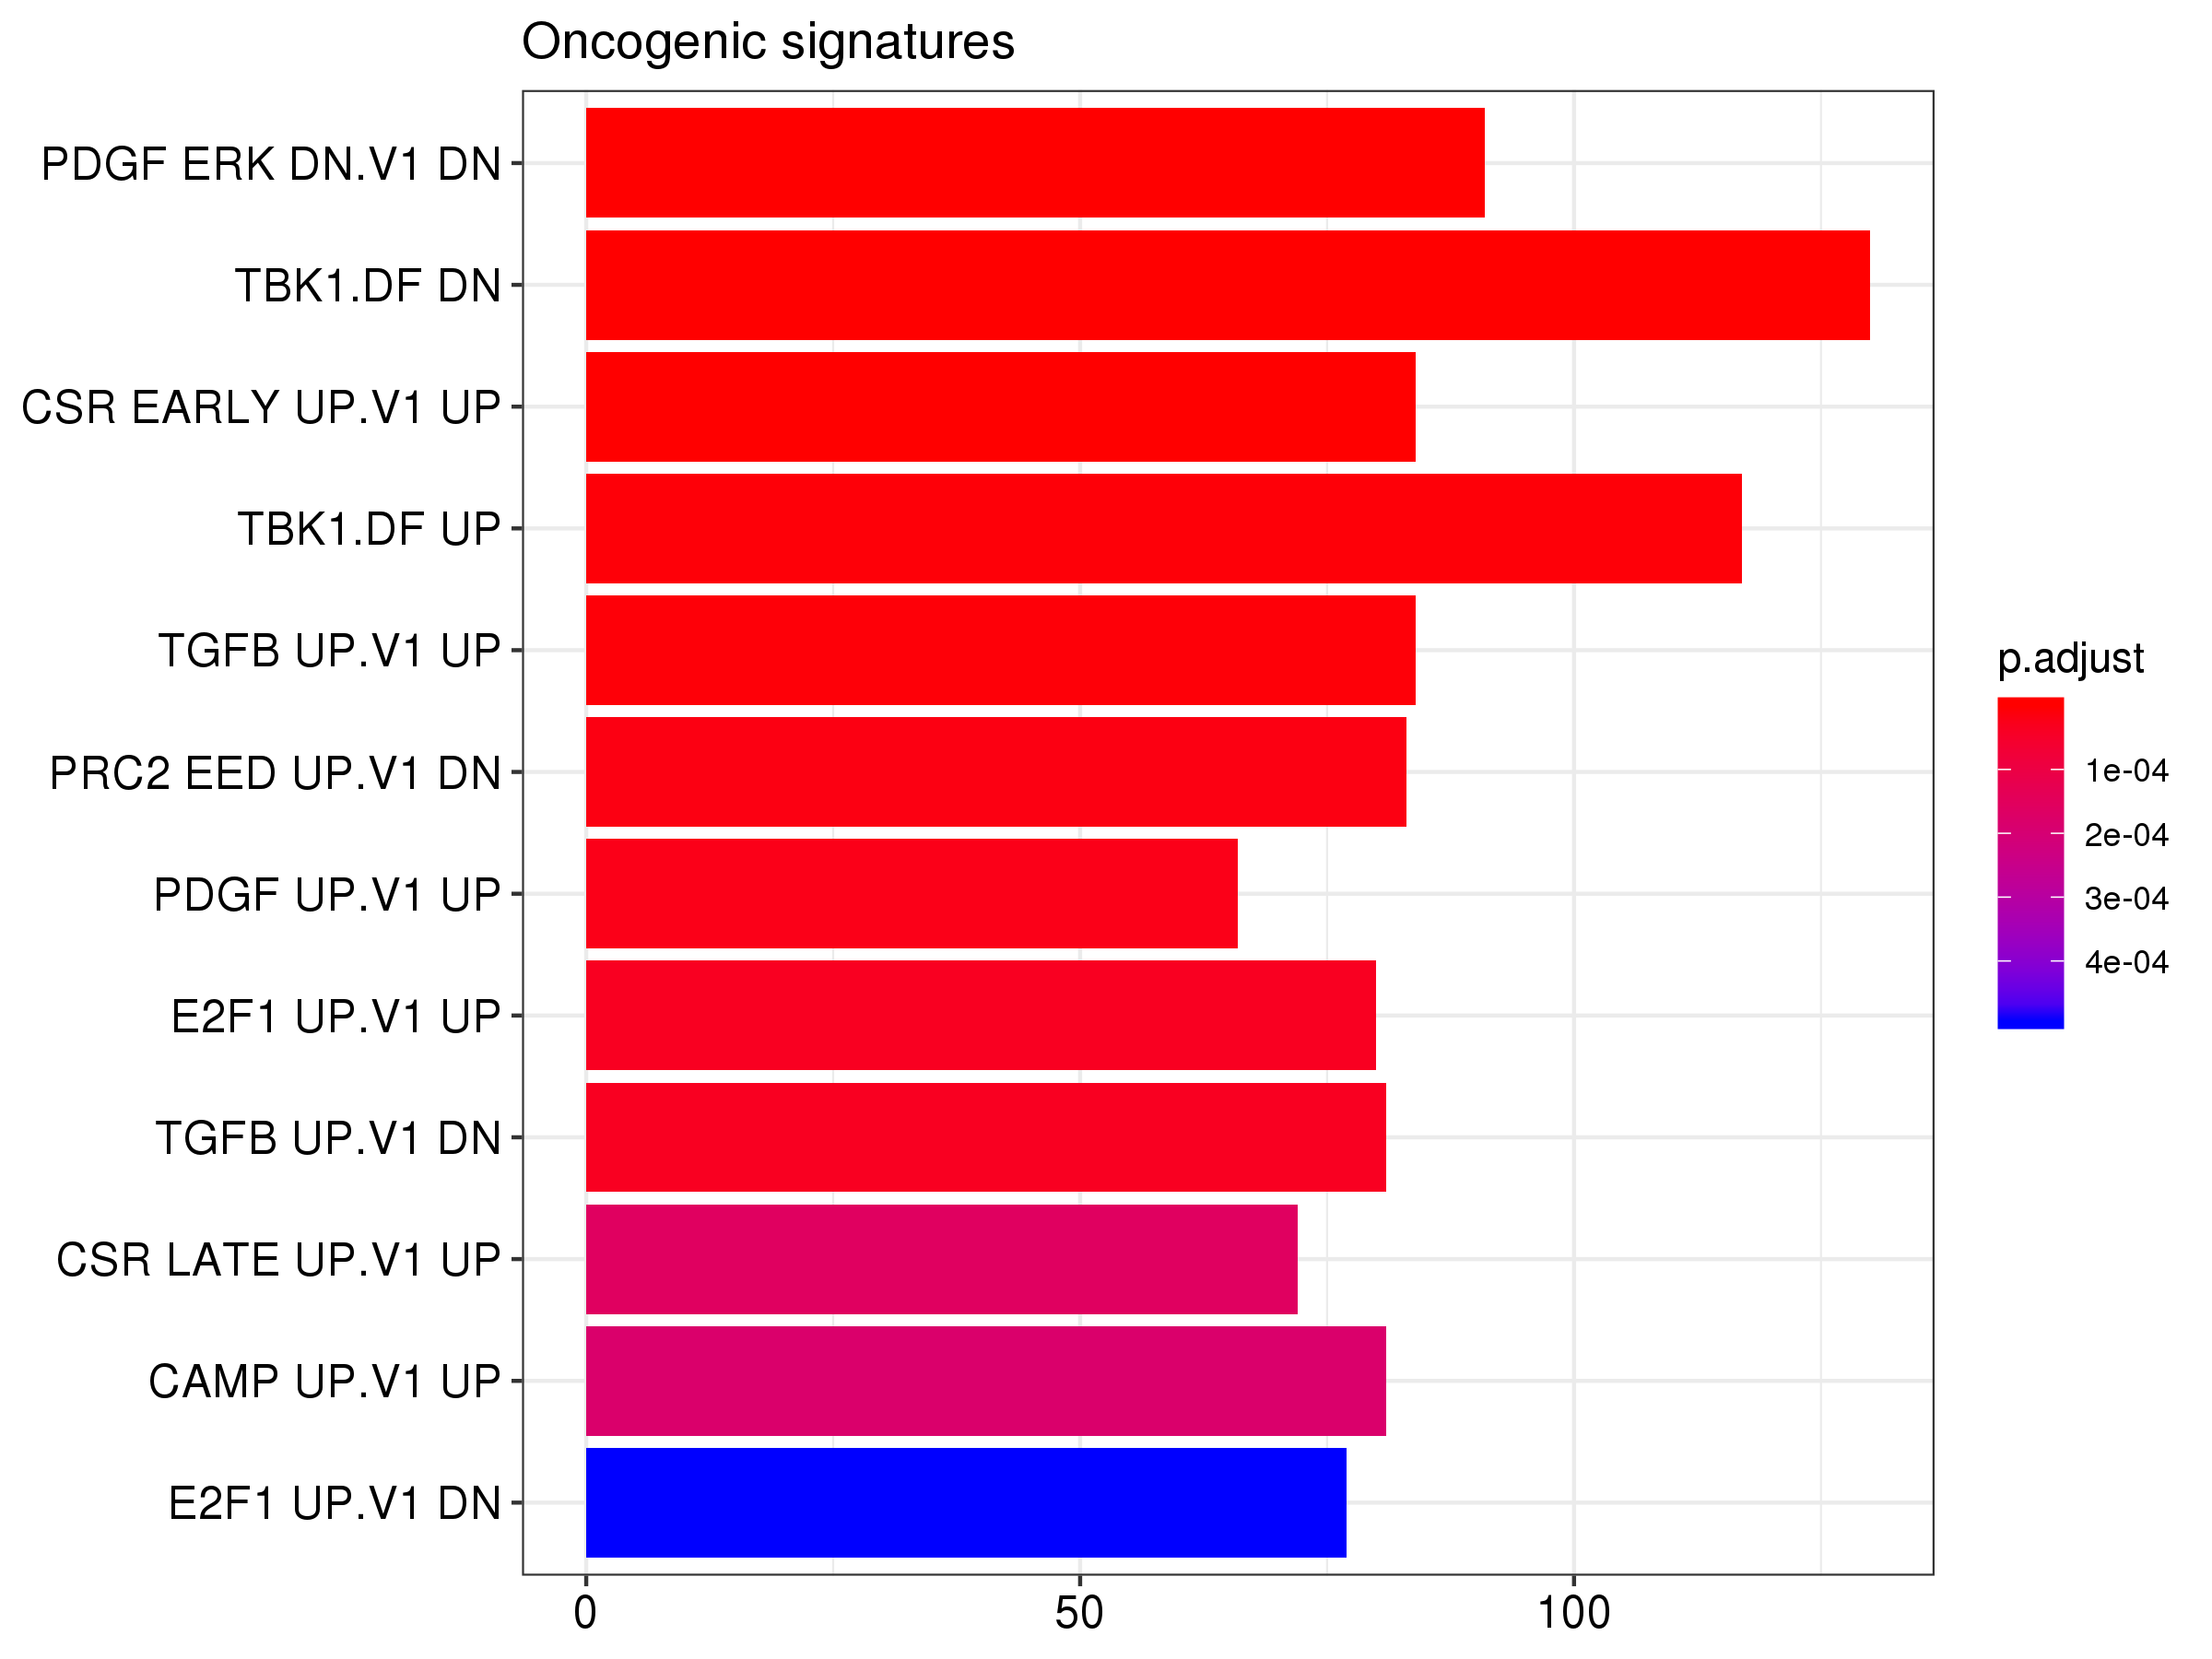 Oncogenic signatures
PDGF ERK DN.V1 DN
TBK1.DF DN
CSR EARLY UP.V1 UP
TBK1.DF UP
TGFB UP.V1 UP
PRC2 EED UP.V1 DN
PDGF UP.V1 UP
E2F1 UP.V1 UP
TGFB UP.V1 DN
CSR LATE UP.V1 UP
CAMP UP.V1 UP
E2F1 UP.V1 DN
0 50 100
p.adjust
1e-04
2e-04
3e-04
4e-04